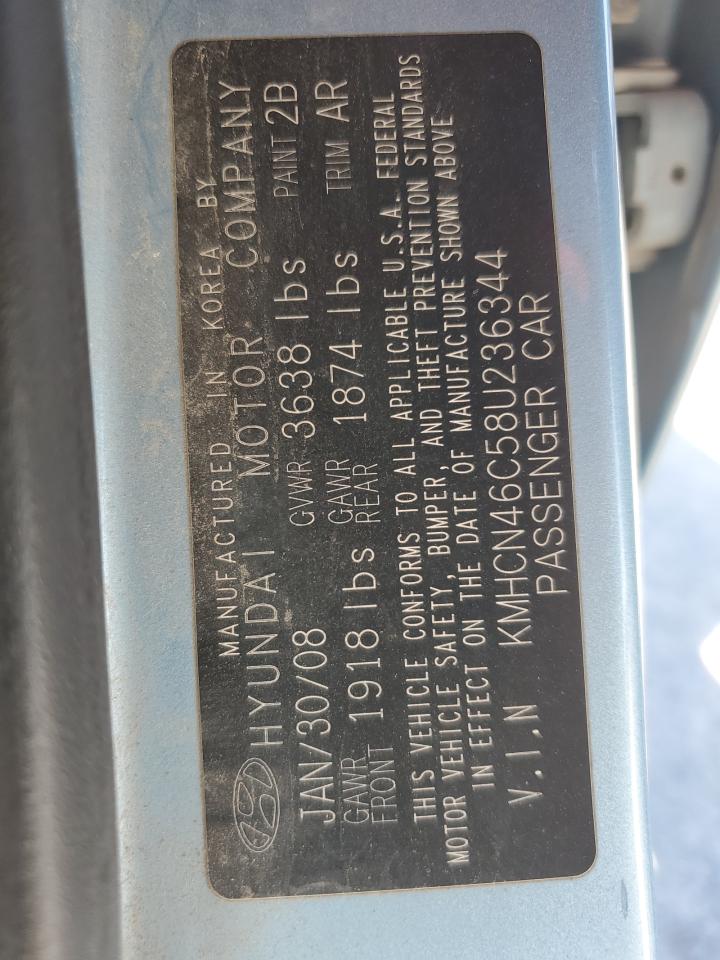 MANUFACTURED IN KOREA BY
HYUNDAI MOTOR COMPANY
JAN/30/08 GVWR 3638 lbs PAINT 2B
GAWR FRONT 1918 lbs GAWR REAR 1874 lbs TRIM AR
THIS VEHICLE CONFORMS TO ALL APPLICABLE U.S.A. FEDERAL
MOTOR VEHICLE SAFETY, BUMPER, AND THEFT PREVENTION STANDARDS
IN EFFECT ON THE DATE OF MANUFACTURE SHOWN ABOVE
V.I.N KMHCN46C58U236344
PASSENGER CAR